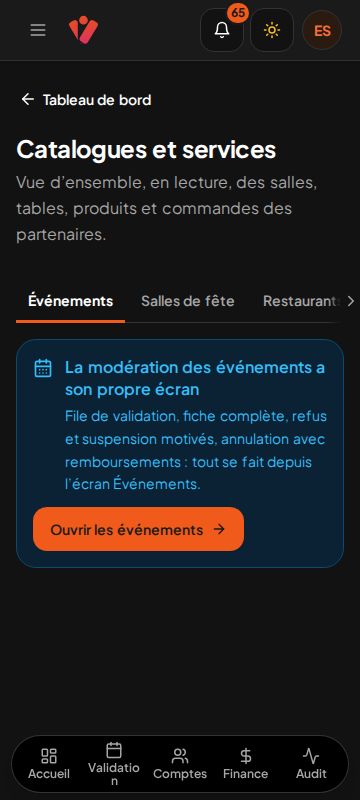 65
ES
Tableau de bord
Catalogues et services
Vue d’ensemble, en lecture, des salles,
tables, produits et commandes des
partenaires.
Événements Salles de fête Restaurants
La modération des événements a
son propre écran
File de validation, fiche complète, refus
et suspension motivés, annulation avec
remboursements : tout se fait depuis
l’écran Événements.
Ouvrir les événements
Accueil Validatio
n Comptes Finance Audit